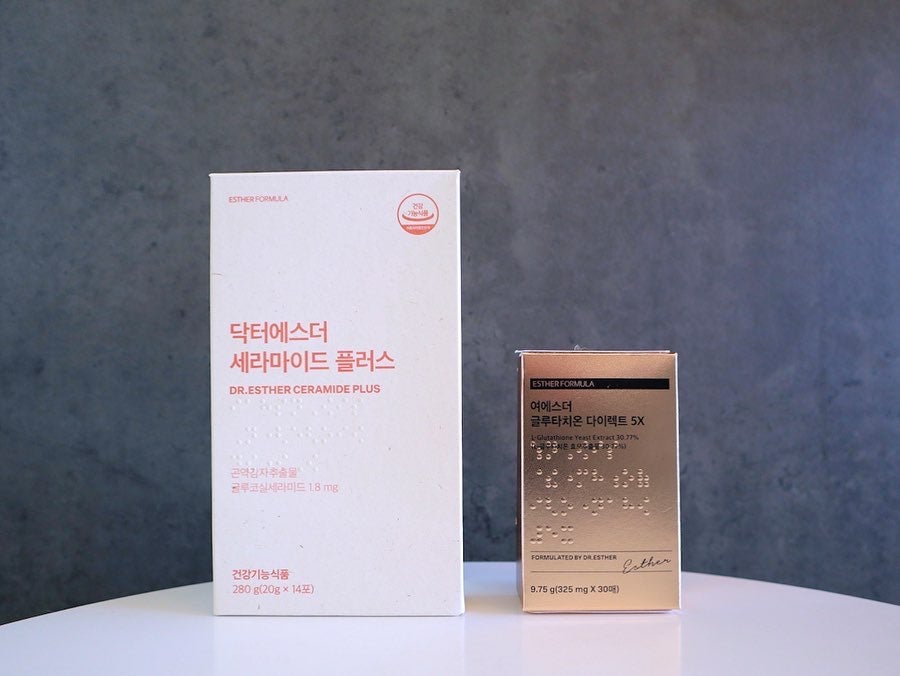 ESTHER FORMULA
건강
기능식품
닥터에스더
세라마이드 플러스
DR.ESTHER CERAMIDE PLUS
곤약감자추출물
글루코실세라미드 1.8 mg
건강기능식품
280 g(20g × 14포)
ESTHER FORMULA
여에스더
글루타치온 다이렉트 5X
L-Glutathione Yeast Extract 30.77%
FORMULATED BY DR.ESTHER
Esther
9.75 g(325 mg X 30매)